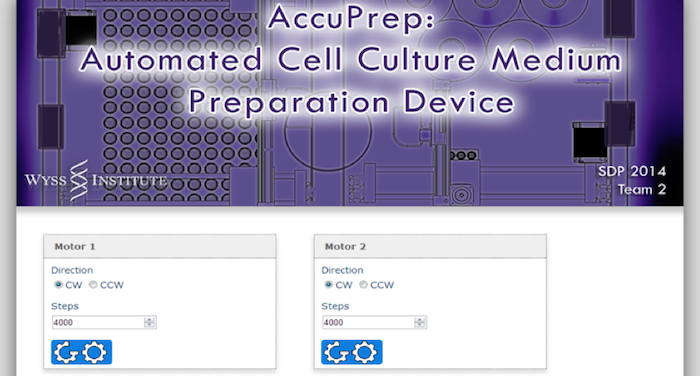 AccuPrep:
Automated Cell Culture Medium
Preparation Device
WYSS INSTITUTE
SDP 2014
Team 2
Motor 1
Direction
CW CCW
Steps
4000
GO
Motor 2
Direction
CW CCW
Steps
4000
GO